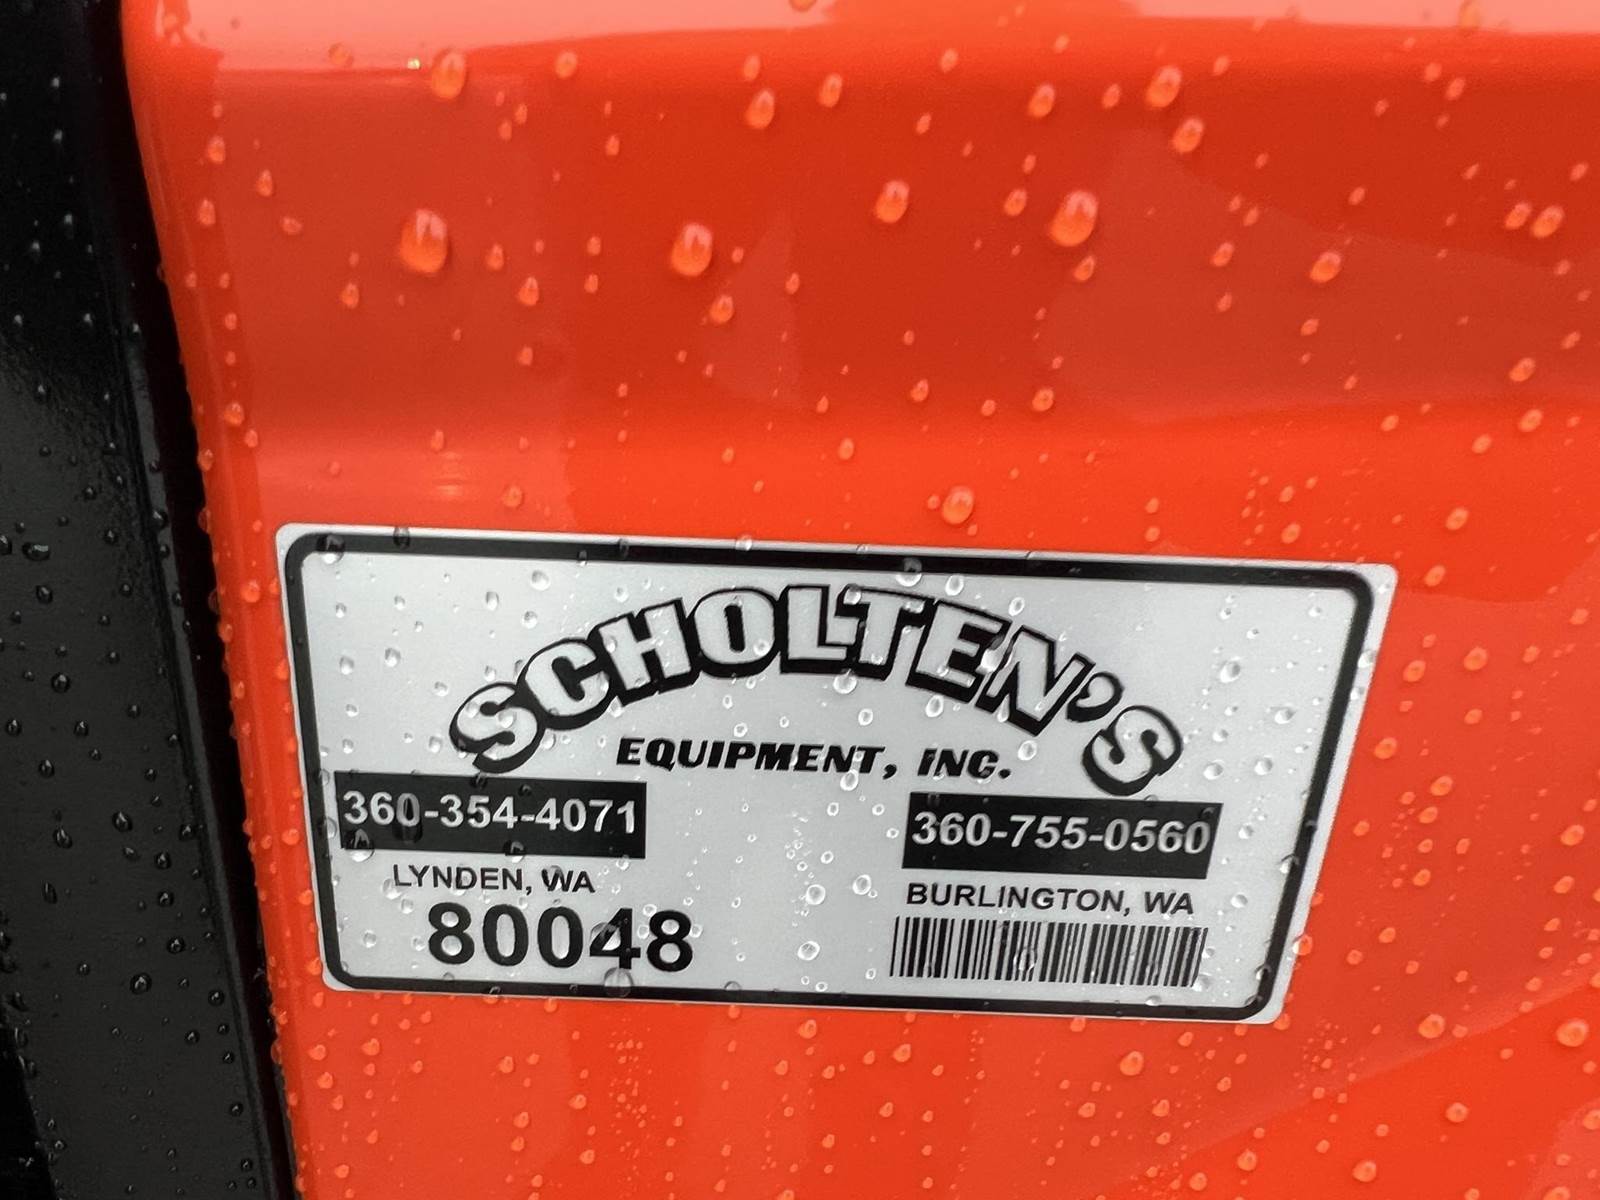 SCHOLTEN'S
EQUIPMENT, INC.
360-354-4071
LYNDEN, WA
80048
360-755-0560
BURLINGTON, WA